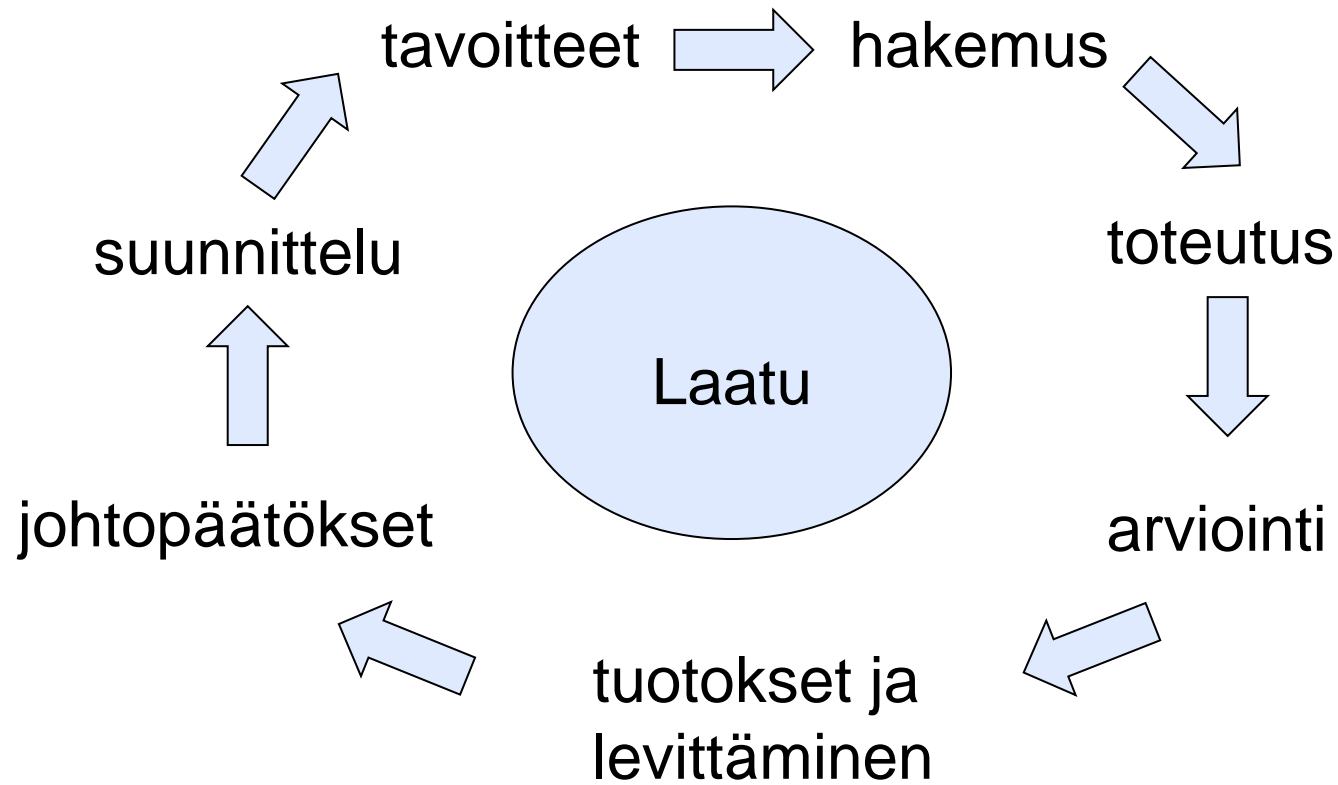 tavoitteet
hakemus
suunnittelu
toteutus
Laatu
johtopäätökset
arviointi
tuotokset ja
levittäminen